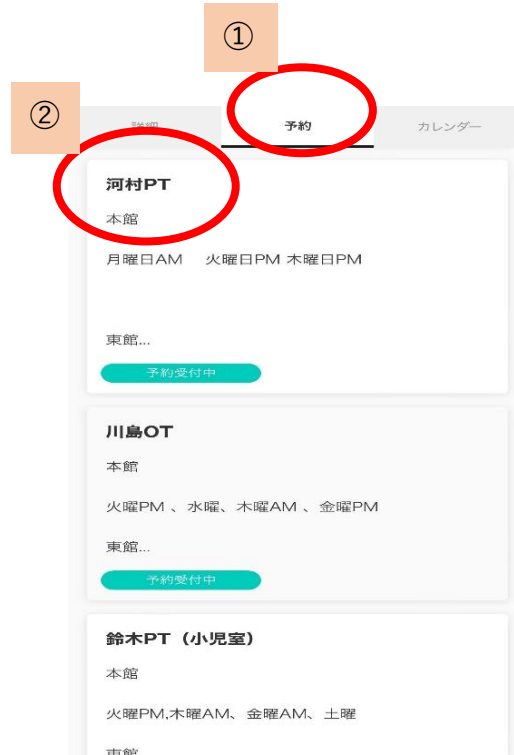 ①
②
詳細 予約 カレンダー
河村PT
本館
月曜日AM 火曜日PM 木曜日PM
東館...
予約受付中
川島OT
本館
火曜PM 、水曜、木曜AM 、金曜PM
東館...
予約受付中
鈴木PT（小児室）
本館
火曜PM,木曜AM、金曜AM、土曜
東館